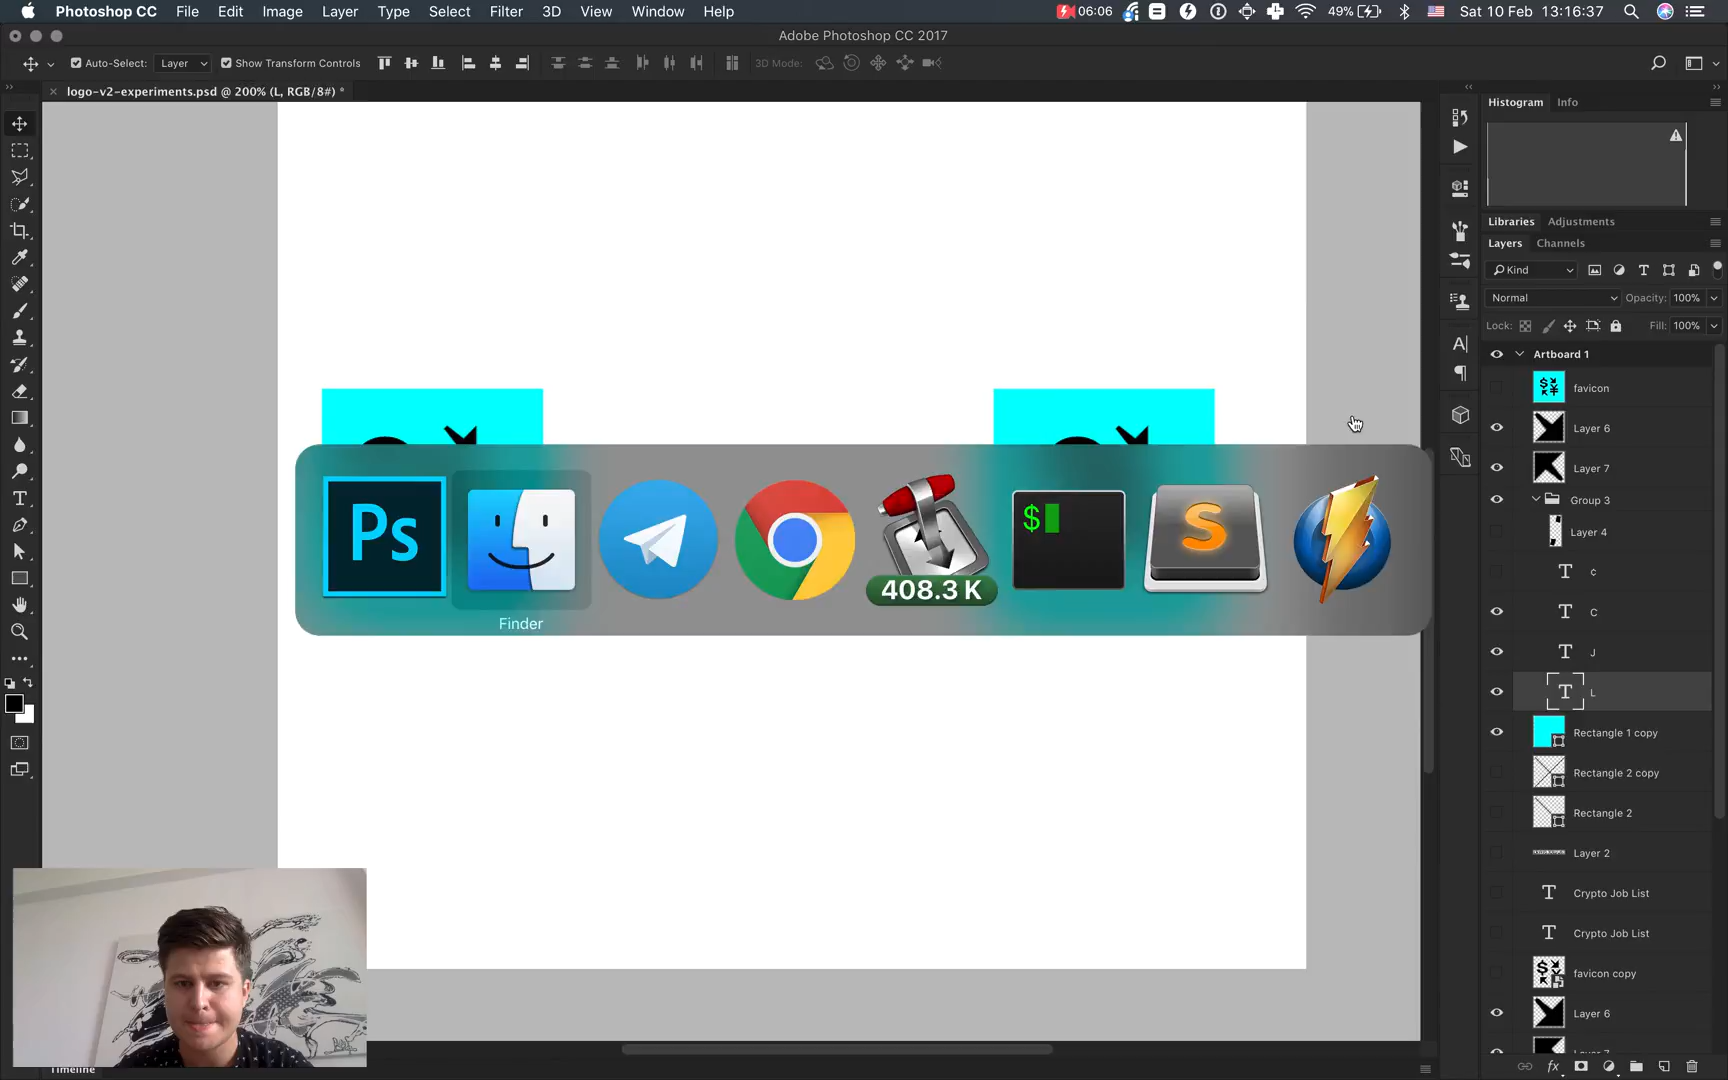 Photoshop CC File Edit Image Layer Type Select Filter 3D View Window Help 06:06 49% Sat 10 Feb 13:16:37
Adobe Photoshop CC 2017
Auto-Select: Layer Show Transform Controls 3D Mode:
logo-v2-experiments.psd @ 200% (L, RGB/8#) *
Histogram Info
Libraries Adjustments
Layers Channels
Kind
Normal Opacity: 100%
Lock: Fill: 100%
Artboard 1
favicon
Layer 6
Layer 7
Group 3
Layer 4
T ¢
T C
T J
T L
Rectangle 1 copy
Rectangle 2 copy
Rectangle 2
Layer 2
T Crypto Job List
T Crypto Job List
favicon copy
Layer 6
Layer 7
Ps
$
S
408.3 K
Finder
Timeline
fx